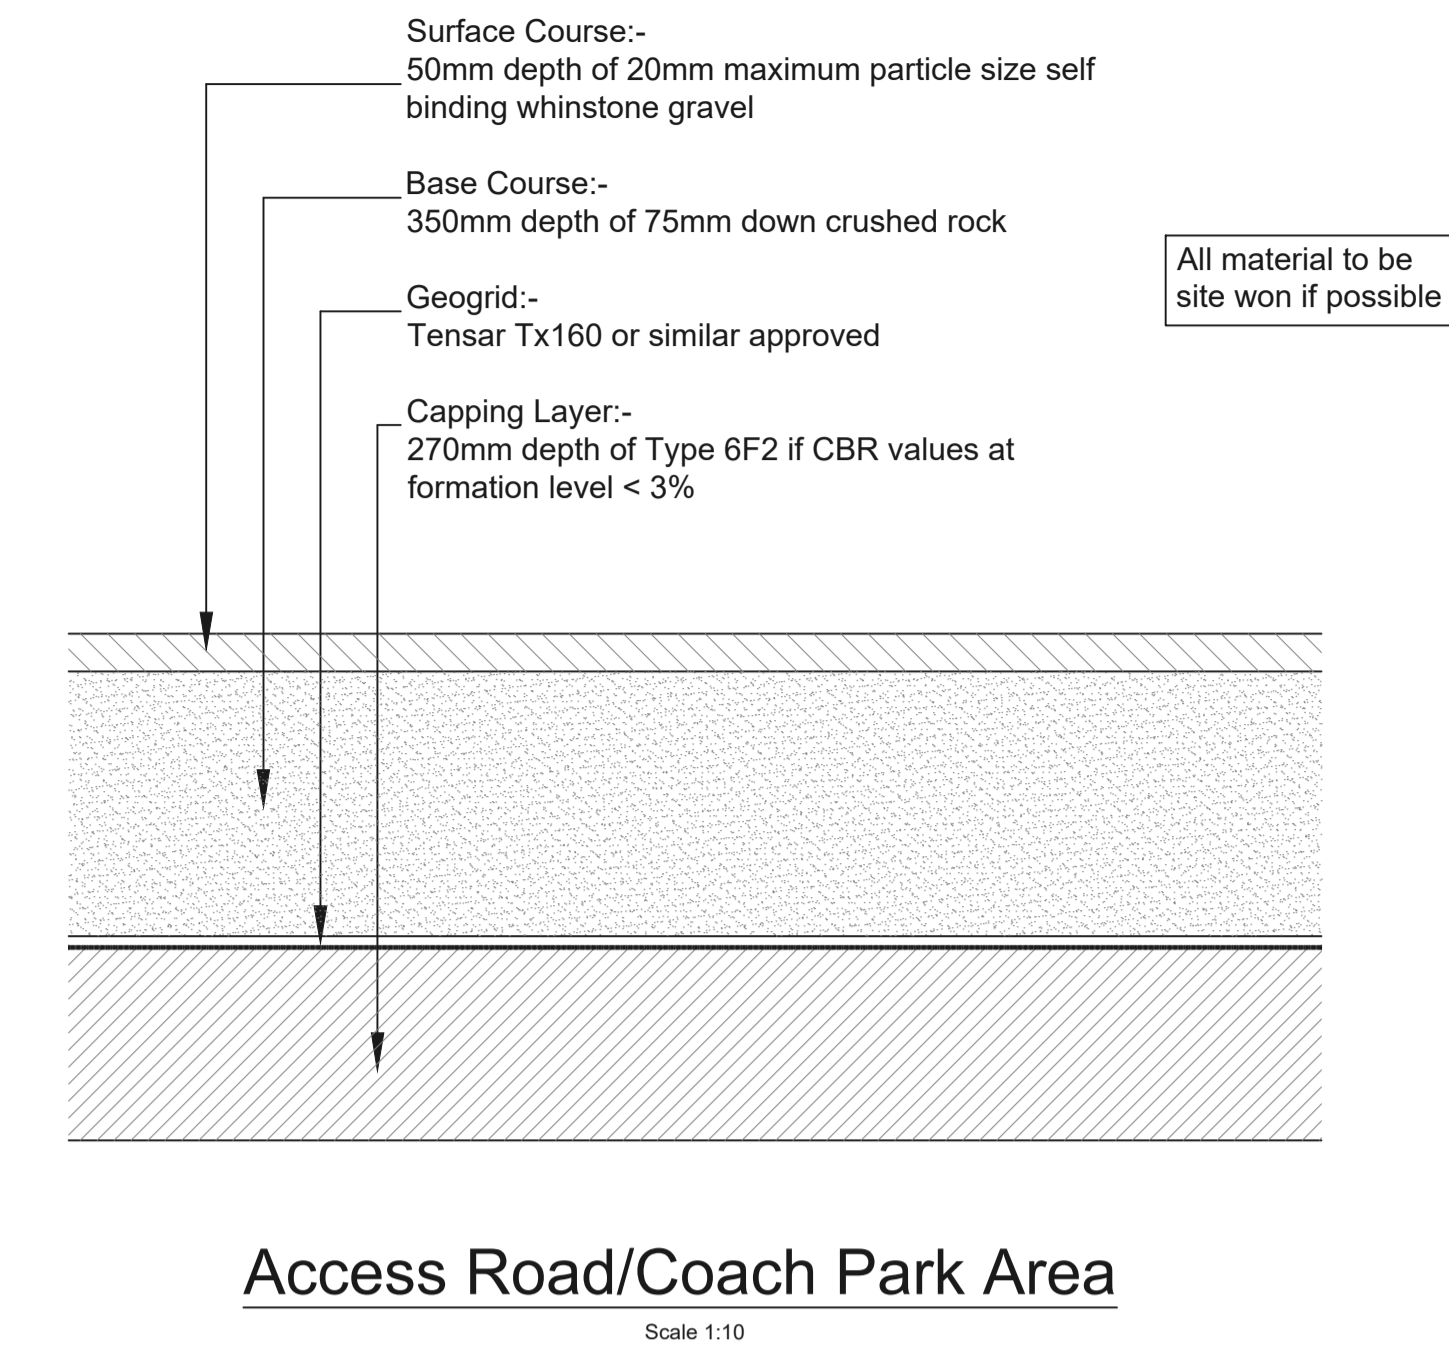 Surface Course:-
50mm depth of 20mm maximum particle size self
binding whinstone gravel
Base Course:-
350mm depth of 75mm down crushed rock
All material to be
site won if possible
Geogrid:-
Tensar Tx160 or similar approved
Capping Layer:-
270mm depth of Type 6F2 if CBR values at
formation level < 3%
Access Road/Coach Park Area
Scale 1:10